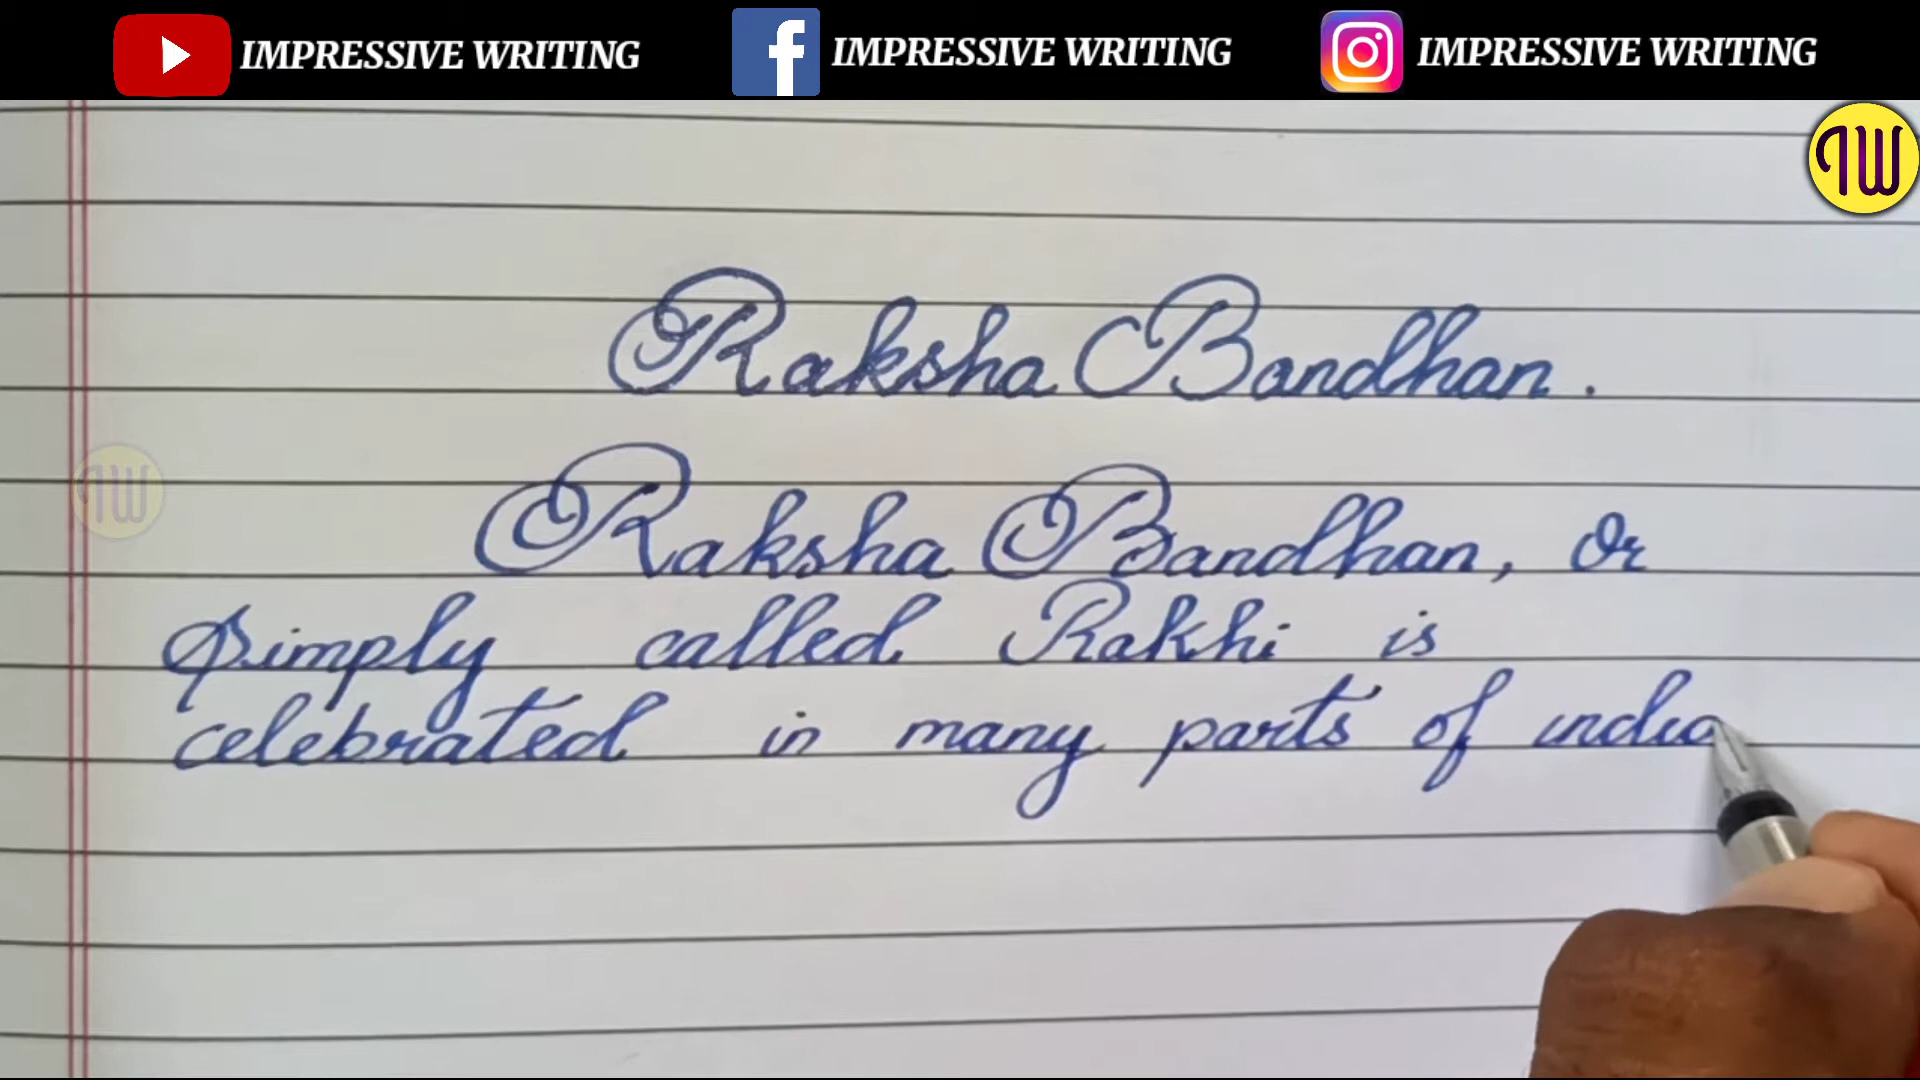 IMPRESSIVE WRITING IMPRESSIVE WRITING IMPRESSIVE WRITING
IW
Raksha Bandhan.
Raksha Bandhan, Or
Simply called Rakhi is
celebrated in many parts of india
IW